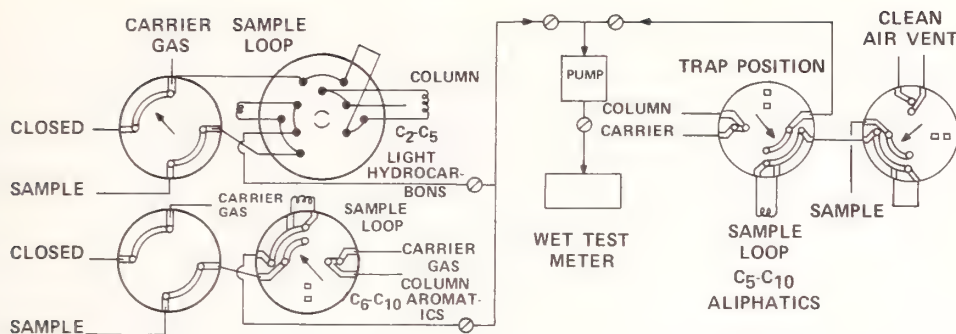 CARRIER
GAS
SAMPLE
LOOP
COLUMN
CLOSED
C₂-C₅
LIGHT
HYDROCAR-
BONS
SAMPLE
CARRIER
GAS
SAMPLE
LOOP
CLOSED
CARRIER
GAS
COLUMN
AROMAT-
ICS
C₆-C₁₀
SAMPLE
PUMP
WET TEST
METER
TRAP POSITION
CLEAN
AIR VENT
COLUMN
CARRIER
SAMPLE
SAMPLE
LOOP
C₅-C₁₀
ALIPHATICS